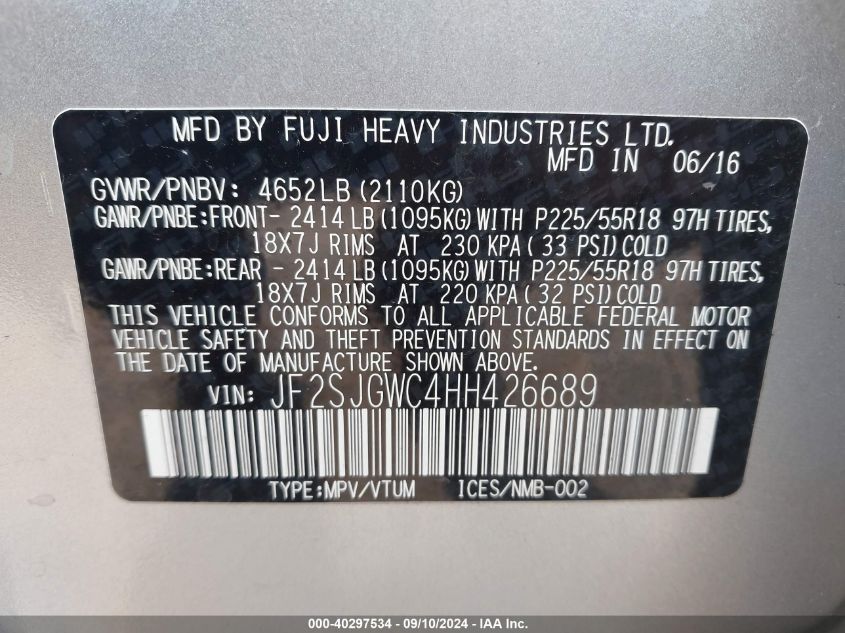 MFD BY FUJI HEAVY INDUSTRIES LTD.
MFD IN 06/16
GVWR/PNBV: 4652LB (2110KG)
GAWR/PNBE:FRONT- 2414 LB (1095KG) WITH P225/55R18 97H TIRES,
18X7J RIMS AT 230 KPA ( 33 PSI) COLD
GAWR/PNBE:REAR - 2414 LB (1095KG) WITH P225/55R18 97H TIRES,
18X7J RIMS AT 220 KPA ( 32 PSI) COLD
THIS VEHICLE CONFORMS TO ALL APPLICABLE FEDERAL MOTOR
VEHICLE SAFETY AND THEFT PREVENTION STANDARDS IN EFFECT ON
THE DATE OF MANUFACTURE SHOWN ABOVE.
VIN: JF2SJGWC4HH426689
TYPE:MPV/VTUM ICES/NMB-002
000-40297534 - 09/10/2024 - IAA Inc.